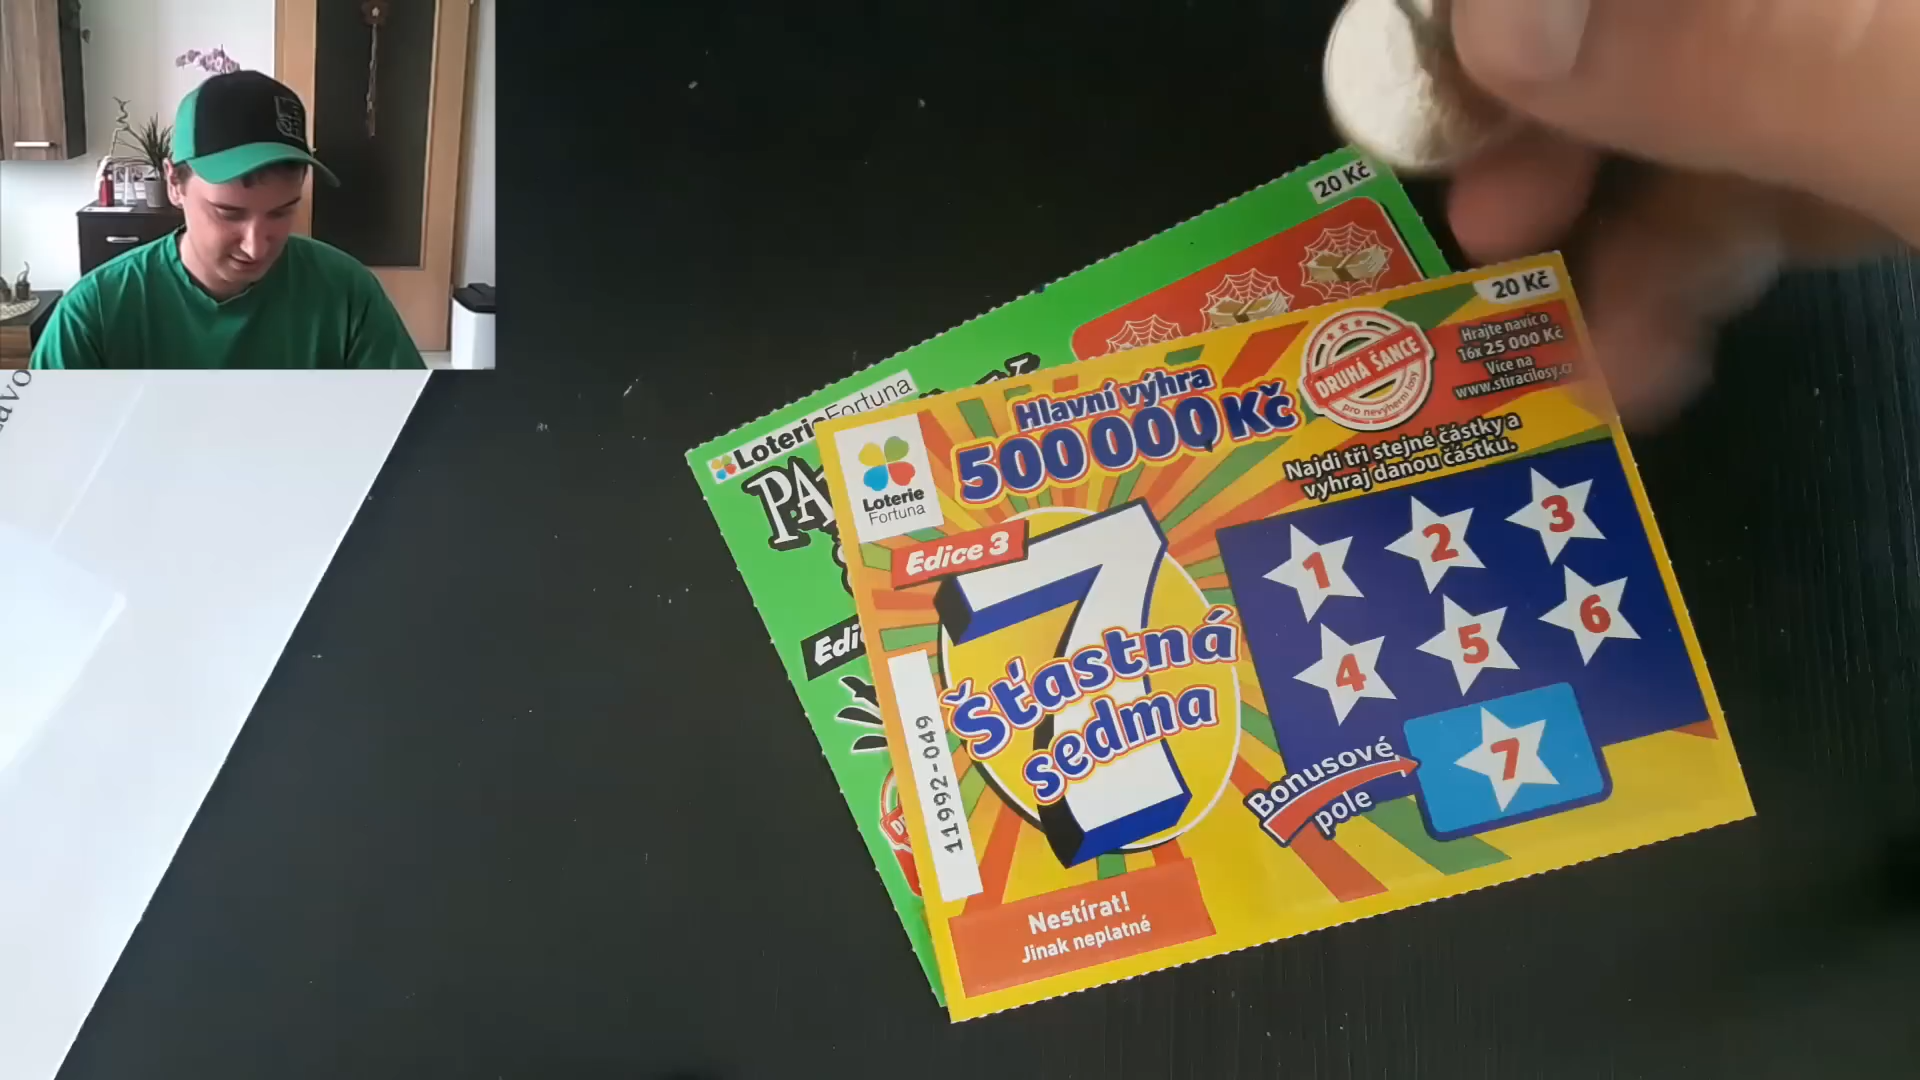 20 Kč
Loterie Fortuna
20 Kč
Hrajte navíc o
16x 25 000 Kč
Více na
www.stiracilosy.c
DRUHÁ ŠANCE
pro nevýherní losy
Hlavní výhra
500 000 Kč
Loterie
Fortuna
Najdi tři stejné částky a
vyhraj danou částku.
Edice 3
7
Šťastná
sedma
1 2 3
4 5 6
Bonusové
pole
7
11992-049
Nestírat!
Jinak neplatné